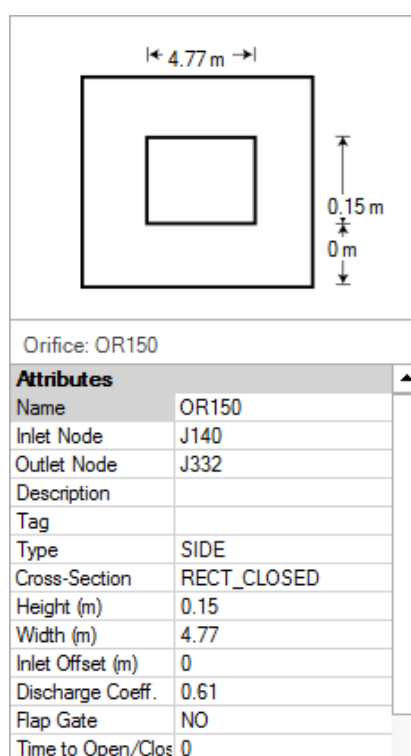 4.77 m
0.15 m
0 m
Orifice: OR150
Attributes
Name OR150
Inlet Node J140
Outlet Node J332
Description
Tag
Type SIDE
Cross-Section RECT_CLOSED
Height (m) 0.15
Width (m) 4.77
Inlet Offset (m) 0
Discharge Coeff. 0.61
Flap Gate NO
Time to Open/Clos 0